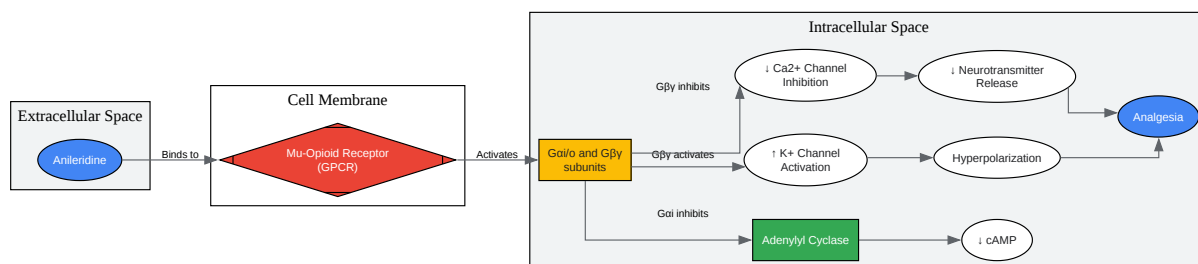 Extracellular Space
Anileridine
Binds to
Cell Membrane
Mu-Opioid Receptor
(GPCR)
Activates
Intracellular Space
Gαi/o and Gβγ
subunits
Gβγ inhibits
↓ Ca2+ Channel
Inhibition
↓ Neurotransmitter
Release
Gβγ activates
↑ K+ Channel
Activation
Hyperpolarization
Analgesia
Gαi inhibits
Adenylyl Cyclase
↓ cAMP